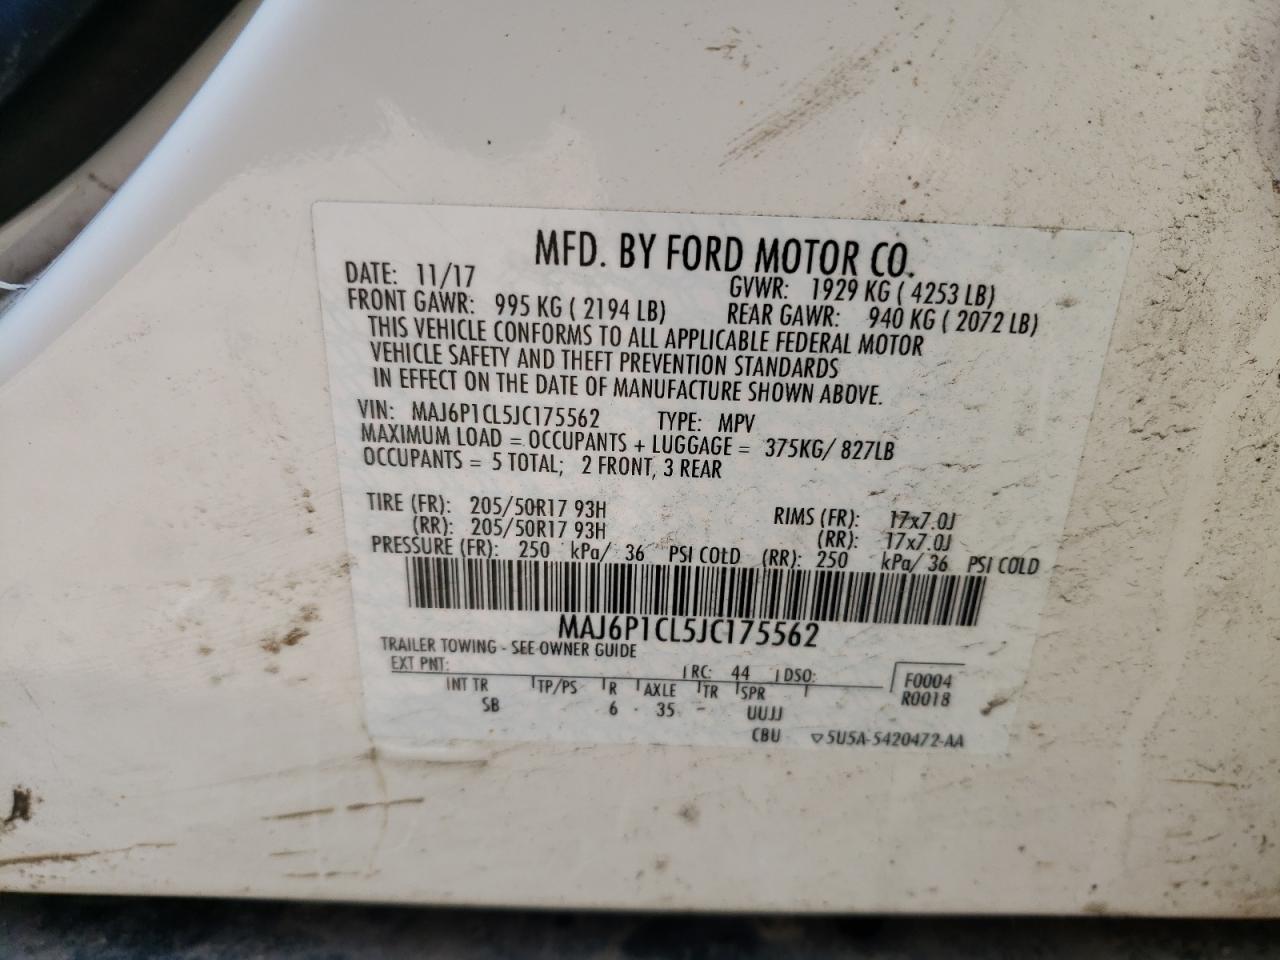 MFD. BY FORD MOTOR CO.
DATE: 11/17 GVWR: 1929 KG ( 4253 LB)
FRONT GAWR: 995 KG ( 2194 LB) REAR GAWR: 940 KG ( 2072 LB)
THIS VEHICLE CONFORMS TO ALL APPLICABLE FEDERAL MOTOR
VEHICLE SAFETY AND THEFT PREVENTION STANDARDS
IN EFFECT ON THE DATE OF MANUFACTURE SHOWN ABOVE.
VIN: MAJ6P1CL5JC175562 TYPE: MPV
MAXIMUM LOAD = OCCUPANTS + LUGGAGE = 375KG/ 827LB
OCCUPANTS = 5 TOTAL; 2 FRONT, 3 REAR
TIRE (FR): 205/50R17 93H RIMS (FR): 17x7.0J
(RR): 205/50R17 93H (RR): 17x7.0J
PRESSURE (FR): 250 kPa/ 36 PSI COLD (RR): 250 kPa/ 36 PSI COLD
MAJ6P1CL5JC175562
TRAILER TOWING - SEE OWNER GUIDE
EXT PNT: RC: 44 DSO: F0004
INT TR TP/PS R AXLE TR SPR R0018
SB 6 35 - UUJJ
CBU ▽5U5A-5420472-AA